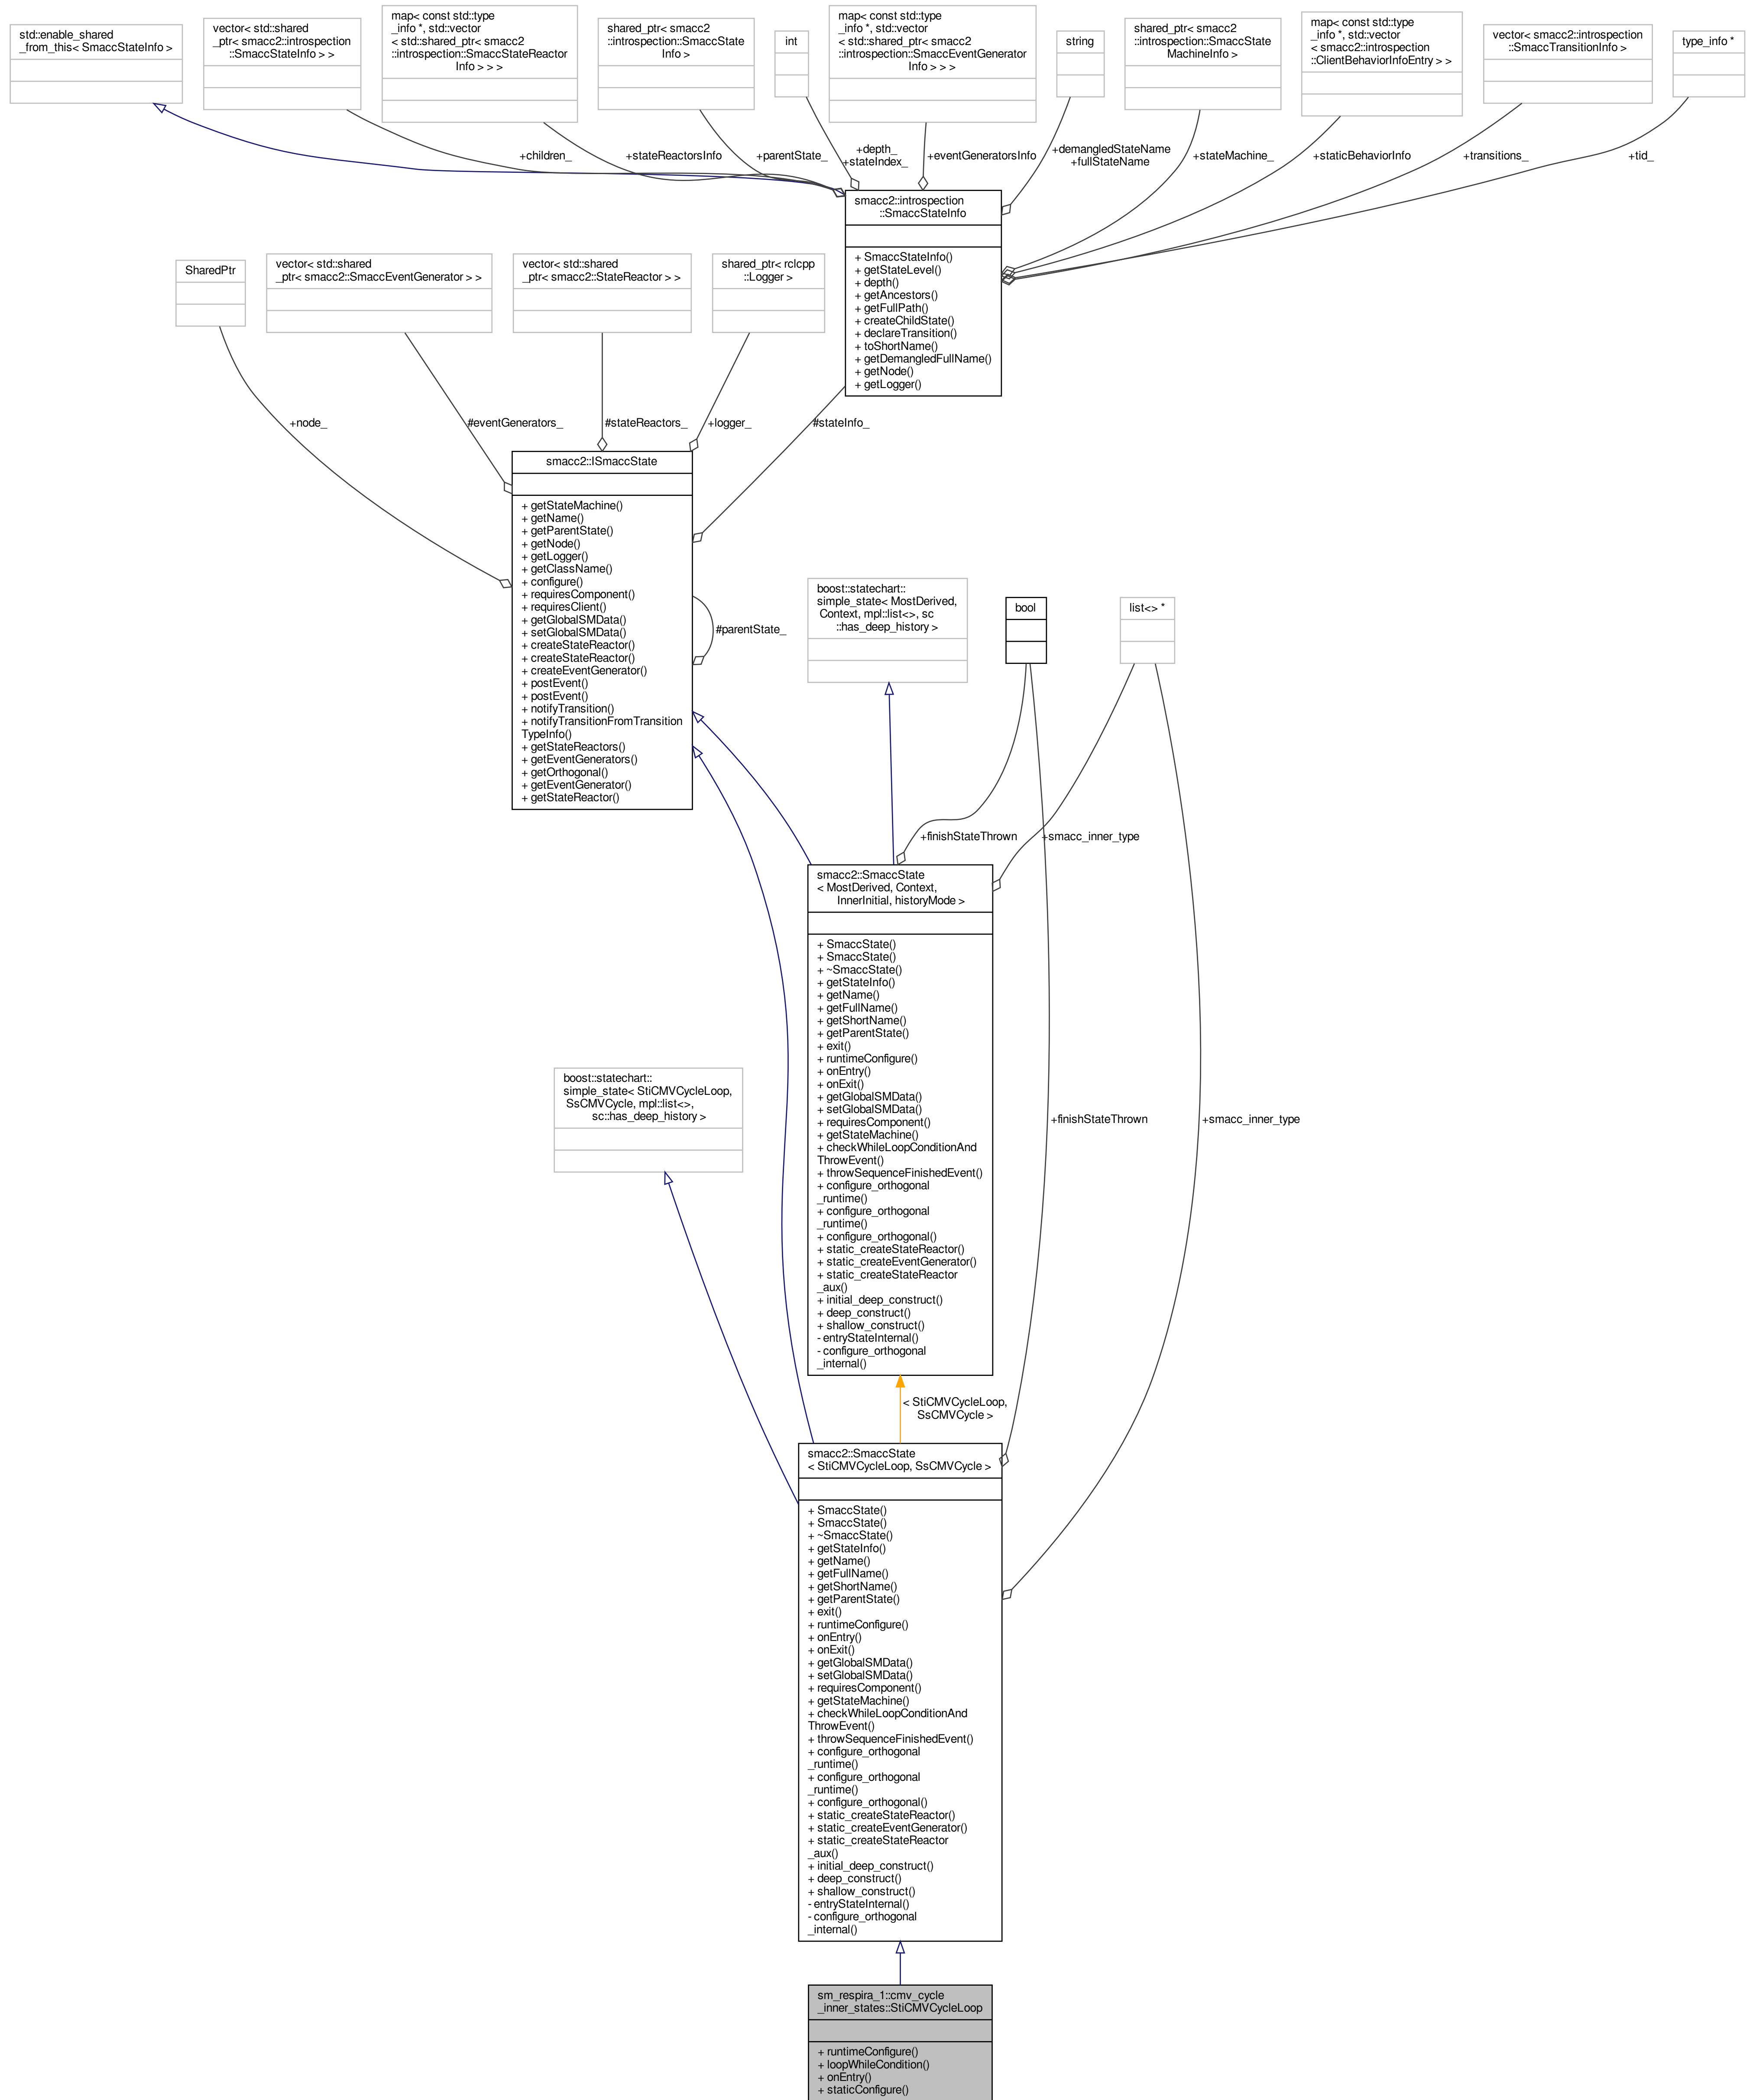 std::enable_shared
_from_this< SmaccStateInfo >
vector< std::shared
_ptr< smacc2::introspection
::SmaccStateInfo > >
map< const std::type
_info *, std::vector
< std::shared_ptr< smacc2
::introspection::SmaccStateReactor
Info > > >
shared_ptr< smacc2
::introspection::SmaccState
Info >
int
map< const std::type
_info *, std::vector
< std::shared_ptr< smacc2
::introspection::SmaccEventGenerator
Info > > >
string
shared_ptr< smacc2
::introspection::SmaccState
MachineInfo >
map< const std::type
_info *, std::vector
< smacc2::introspection
::ClientBehaviorInfoEntry > >
vector< smacc2::introspection
::SmaccTransitionInfo >
type_info *
+children_
+stateReactorsInfo
+parentState_
+depth_
+stateIndex_
+eventGeneratorsInfo
+demangledStateName
+fullStateName
+stateMachine_
+staticBehaviorInfo
+transitions_
+tid_
smacc2::introspection
::SmaccStateInfo
+ SmaccStateInfo()
+ getStateLevel()
+ depth()
+ getAncestors()
+ getFullPath()
+ createChildState()
+ declareTransition()
+ toShortName()
+ getDemangledFullName()
+ getNode()
+ getLogger()
SharedPtr
vector< std::shared
_ptr< smacc2::SmaccEventGenerator > >
vector< std::shared
_ptr< smacc2::StateReactor > >
shared_ptr< rclcpp
::Logger >
+node_
#eventGenerators_
#stateReactors_
+logger_
#stateInfo_
smacc2::ISmaccState
+ getStateMachine()
+ getName()
+ getParentState()
+ getNode()
+ getLogger()
+ getClassName()
+ configure()
+ requiresComponent()
+ requiresClient()
+ getGlobalSMData()
+ setGlobalSMData()
+ createStateReactor()
+ createStateReactor()
+ createEventGenerator()
+ postEvent()
+ postEvent()
+ notifyTransition()
+ notifyTransitionFromTransition
TypeInfo()
+ getStateReactors()
+ getEventGenerators()
+ getOrthogonal()
+ getEventGenerator()
+ getStateReactor()
#parentState_
boost::statechart::
simple_state< MostDerived,
Context, mpl::list<>, sc
::has_deep_history >
bool
list<> *
+finishStateThrown
+smacc_inner_type
smacc2::SmaccState
< MostDerived, Context,
InnerInitial, historyMode >
+ SmaccState()
+ SmaccState()
+ ~SmaccState()
+ getStateInfo()
+ getName()
+ getFullName()
+ getShortName()
+ getParentState()
+ exit()
+ runtimeConfigure()
+ onEntry()
+ onExit()
+ getGlobalSMData()
+ setGlobalSMData()
+ requiresComponent()
+ getStateMachine()
+ checkWhileLoopConditionAnd
ThrowEvent()
+ throwSequenceFinishedEvent()
+ configure_orthogonal
_runtime()
+ configure_orthogonal
_runtime()
+ configure_orthogonal()
+ static_createStateReactor()
+ static_createEventGenerator()
+ static_createStateReactor
_aux()
+ initial_deep_construct()
+ deep_construct()
+ shallow_construct()
- entryStateInternal()
- configure_orthogonal
_internal()
boost::statechart::
simple_state< StiCMVCycleLoop,
SsCMVCycle, mpl::list<>,
sc::has_deep_history >
+finishStateThrown
+smacc_inner_type
< StiCMVCycleLoop,
SsCMVCycle >
smacc2::SmaccState
< StiCMVCycleLoop, SsCMVCycle >
+ SmaccState()
+ SmaccState()
+ ~SmaccState()
+ getStateInfo()
+ getName()
+ getFullName()
+ getShortName()
+ getParentState()
+ exit()
+ runtimeConfigure()
+ onEntry()
+ onExit()
+ getGlobalSMData()
+ setGlobalSMData()
+ requiresComponent()
+ getStateMachine()
+ checkWhileLoopConditionAnd
ThrowEvent()
+ throwSequenceFinishedEvent()
+ configure_orthogonal
_runtime()
+ configure_orthogonal
_runtime()
+ configure_orthogonal()
+ static_createStateReactor()
+ static_createEventGenerator()
+ static_createStateReactor
_aux()
+ initial_deep_construct()
+ deep_construct()
+ shallow_construct()
- entryStateInternal()
- configure_orthogonal
_internal()
sm_respira_1::cmv_cycle
_inner_states::StiCMVCycleLoop
+ runtimeConfigure()
+ loopWhileCondition()
+ onEntry()
+ staticConfigure()